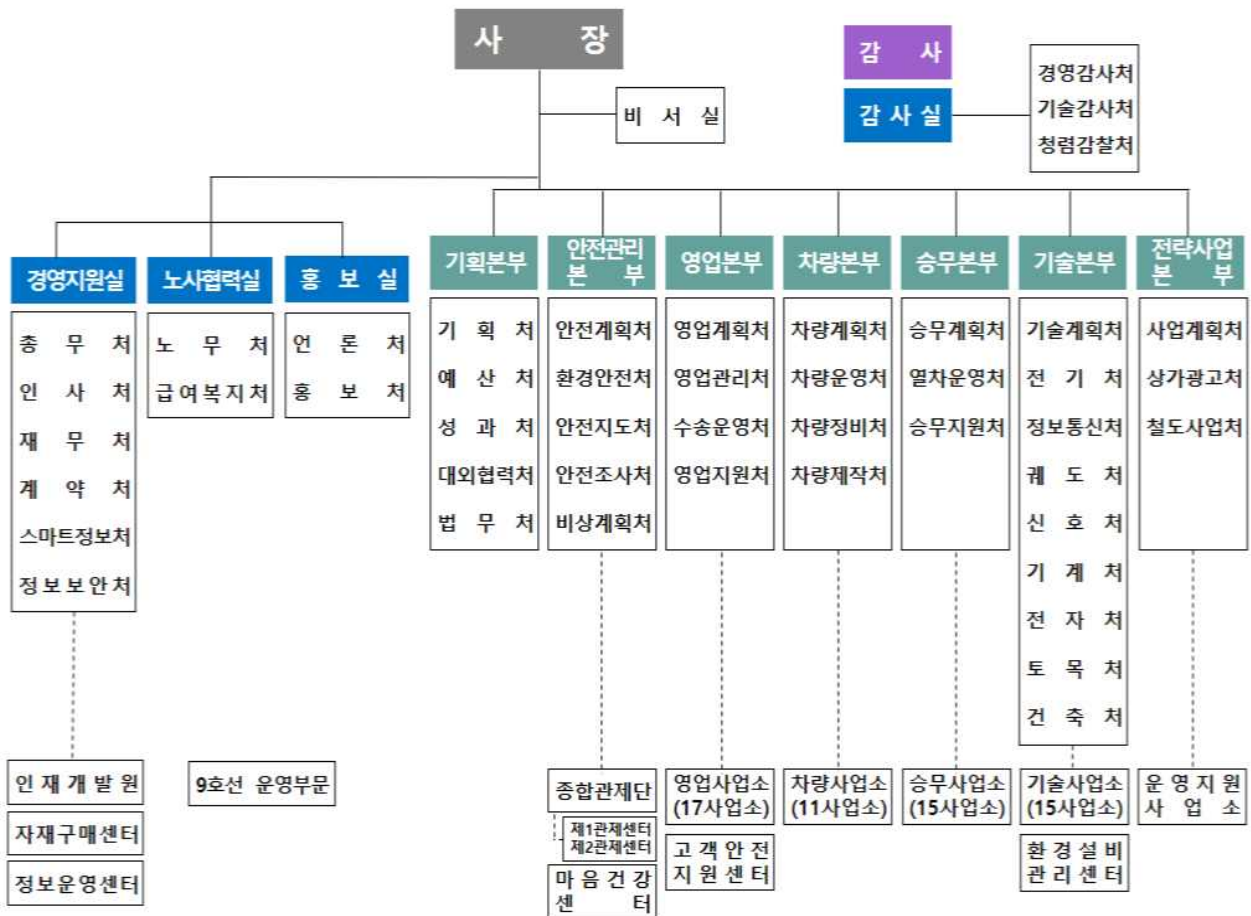 사 장
감 사
비 서 실
감 사 실
경영감사처
기술감사처
청렴감찰처
경영지원실
총 무 처
인 사 처
재 무 처
계 약 처
스마트정보처
정보보안처
인재개발원
자재구매센터
정보운영센터
노사협력실
노 무 처
급여복지처
홍 보 실
언 론 처
홍 보 처
9호선 운영부문
기획본부
기 획 처
예 산 처
성 과 처
대외협력처
법 무 처
안전관리
본 부
안전계획처
환경안전처
안전지도처
안전조사처
비상계획처
종합관제단
제1관제센터
제2관제센터
마음건강
센 터
영업본부
영업계획처
영업관리처
수송운영처
영업지원처
영업사업소
(17사업소)
고객안전
지원센터
차량본부
차량계획처
차량운영처
차량정비처
차량제작처
차량사업소
(11사업소)
승무본부
승무계획처
열차운영처
승무지원처
승무사업소
(15사업소)
기술본부
기술계획처
전 기 처
정보통신처
궤 도 처
신 호 처
기 계 처
전 자 처
토 목 처
건 축 처
기술사업소
(15사업소)
환경설비
관리센터
전략사업
본 부
사업계획처
상가광고처
철도사업처
운영지원
사 업 소